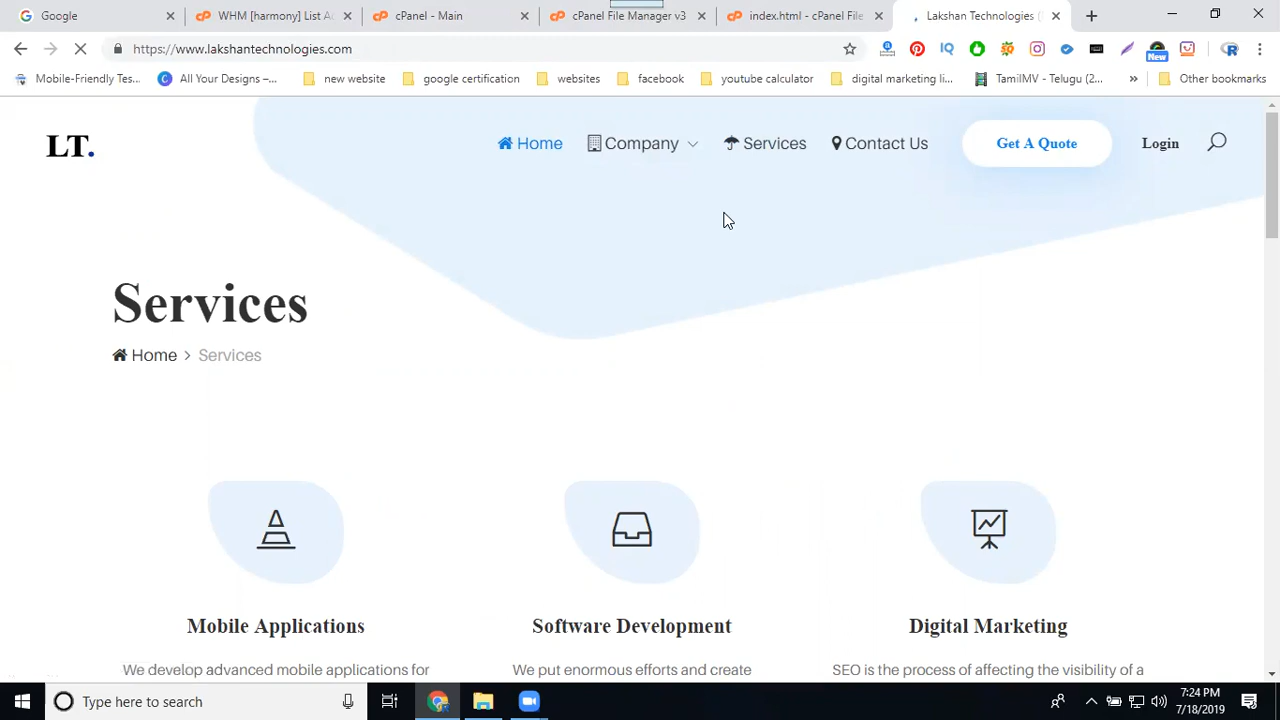 Google
WHM [harmony] List Ac
cPanel - Main
cPanel File Manager v3
index.html - cPanel File
Lakshan Technologies (
https://www.lakshantechnologies.com
New
Mobile-Friendly Tes...
All Your Designs –...
new website
google certification
websites
facebook
youtube calculator
digital marketing li...
TamilMV - Telugu (2...
Other bookmarks
LT.
Home
Company
Services
Contact Us
Get A Quote
Login
Services
Home > Services
Mobile Applications
Software Development
Digital Marketing
We develop advanced mobile applications for
We put enormous efforts and create
SEO is the process of affecting the visibility of a
Type here to search
7:24 PM
7/18/2019